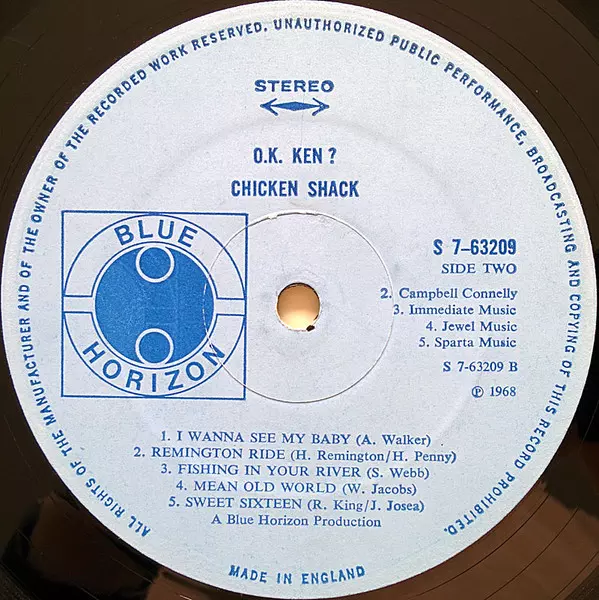 ALL RIGHTS OF THE MANUFACTURER AND OF THE OWNER OF THE RECORDED WORK RESERVED. UNAUTHORIZED PUBLIC PERFORMANCE, BROADCASTING AND COPYING OF THIS RECORD PROHIBITED.
STEREO
O.K. KEN ?
CHICKEN SHACK
BLUE
HORIZON
S 7-63209
SIDE TWO
2. Campbell Connelly
3. Immediate Music
4. Jewel Music
5. Sparta Music
S 7-63209 B
℗ 1968
1. I WANNA SEE MY BABY (A. Walker)
2. REMINGTON RIDE (H. Remington/H. Penny)
3. FISHING IN YOUR RIVER (S. Webb)
4. MEAN OLD WORLD (W. Jacobs)
5. SWEET SIXTEEN (R. King/J. Josea)
A Blue Horizon Production
MADE IN ENGLAND